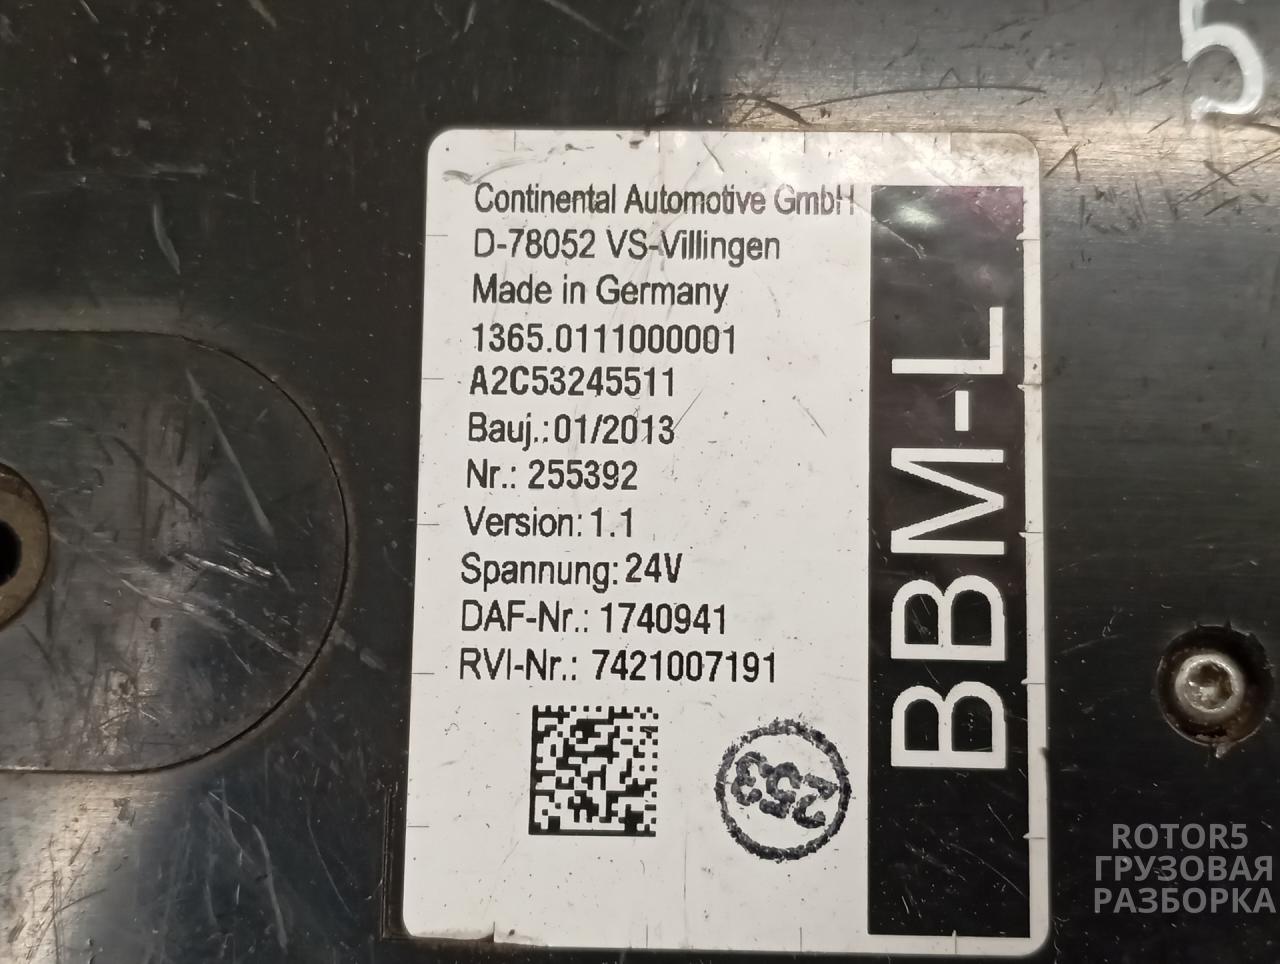 5
Continental Automotive GmbH
D-78052 VS-Villingen
Made in Germany
1365.0111000001
A2C53245511
Bauj.: 01/2013
Nr.: 255392
Version: 1.1
Spannung: 24V
DAF-Nr.: 1740941
RVI-Nr.: 7421007191
253
BBM-L
ROTOR5
ГРУЗОВАЯ
РАЗБОРКА